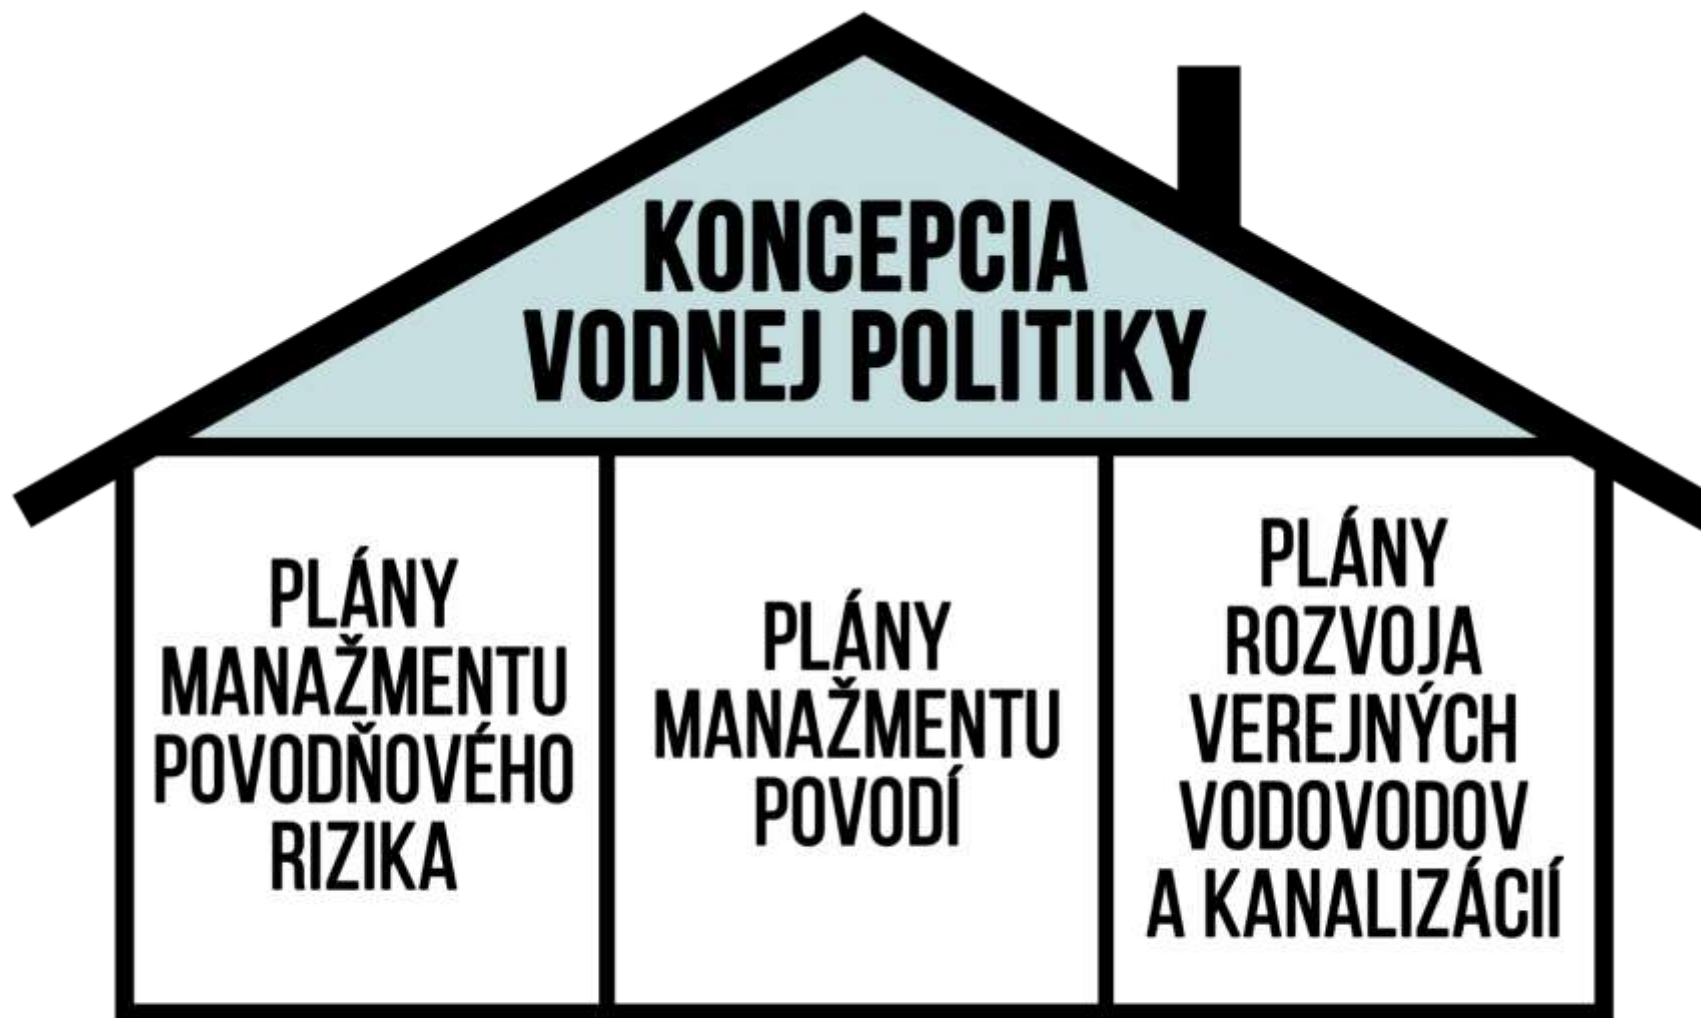 KONCEPCIA
VODNEJ POLITIKY
PLÁNY
MANAŽMENTU
POVODŇOVÉHO
RIZIKA
PLÁNY
MANAŽMENTU
POVODÍ
PLÁNY
ROZVOJA
VEREJNÝCH
VODOVODOV
A KANALIZÁCIÍ